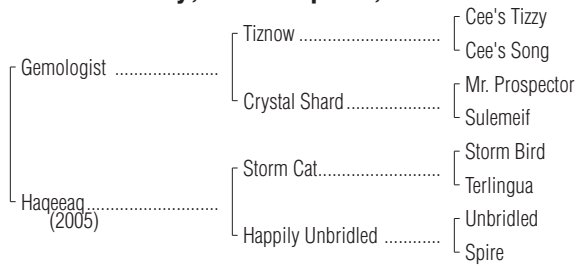 Cee's Tizzy
Tiznow
Cee's Song
Gemologist
Mr. Prospector
Crystal Shard
Sulemeif
Storm Bird
Storm Cat
Terlingua
Haqeeaq
(2005)
Unbridled
Happily Unbridled
Spire